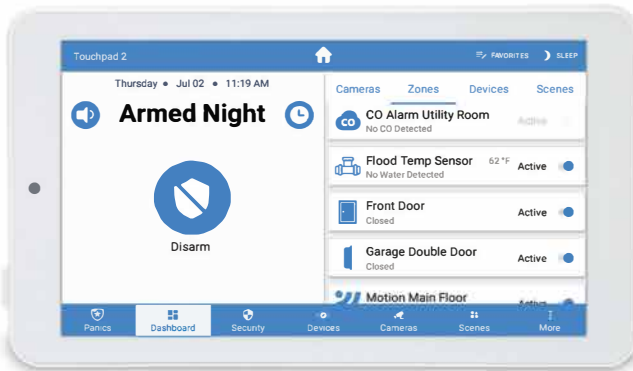 Touchpad 2
FAVORITES
SLEEP
Thursday • Jul 02 • 11:19 AM
Armed Night
Disarm
Cameras Zones Devices Scenes
CO
CO Alarm Utility Room
No CO Detected
Active
Flood Temp Sensor 62 °F Active
No Water Detected
Front Door
Closed
Active
Garage Double Door
Closed
Active
Motion Main Floor
Active
Panics Dashboard Security Devices Cameras Scenes More